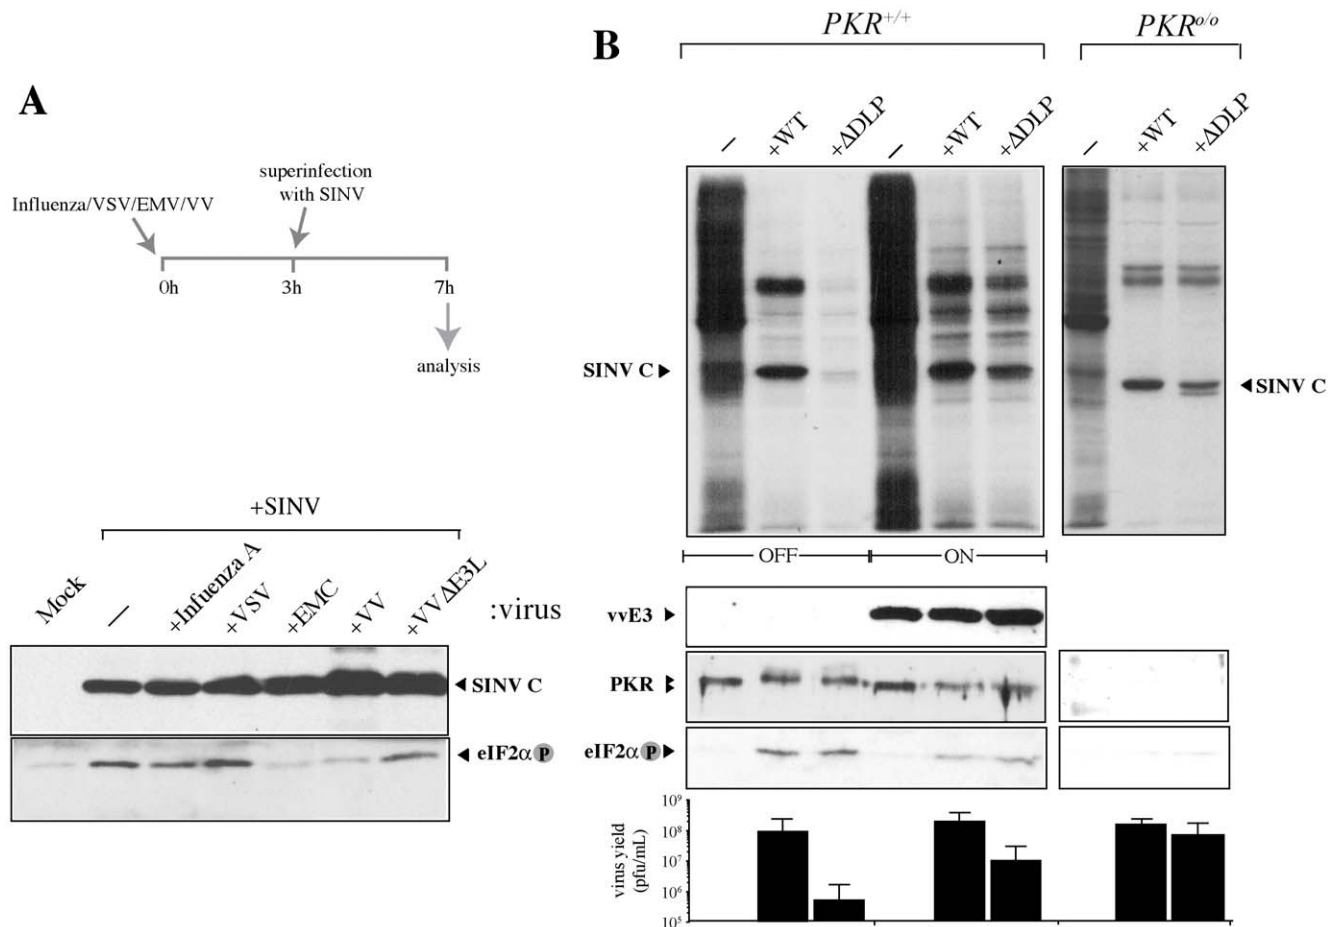 A
Influenza/VSV/EMV/VV
superinfection
with SINV
0h 3h 7h
analysis
+SINV
Mock — +Infuenza A +VSV +EMC +VV +VVΔE3L :virus
SINV C
eIF2α P
B
PKR+/+ PKRo/o
— +WT +ΔDLP — +WT +ΔDLP — +WT +ΔDLP
SINV C SINV C
OFF ON
vvE3
PKR
eIF2α P
virus yield
(pfu/mL)
10⁹
10⁸
10⁷
10⁶
10⁵